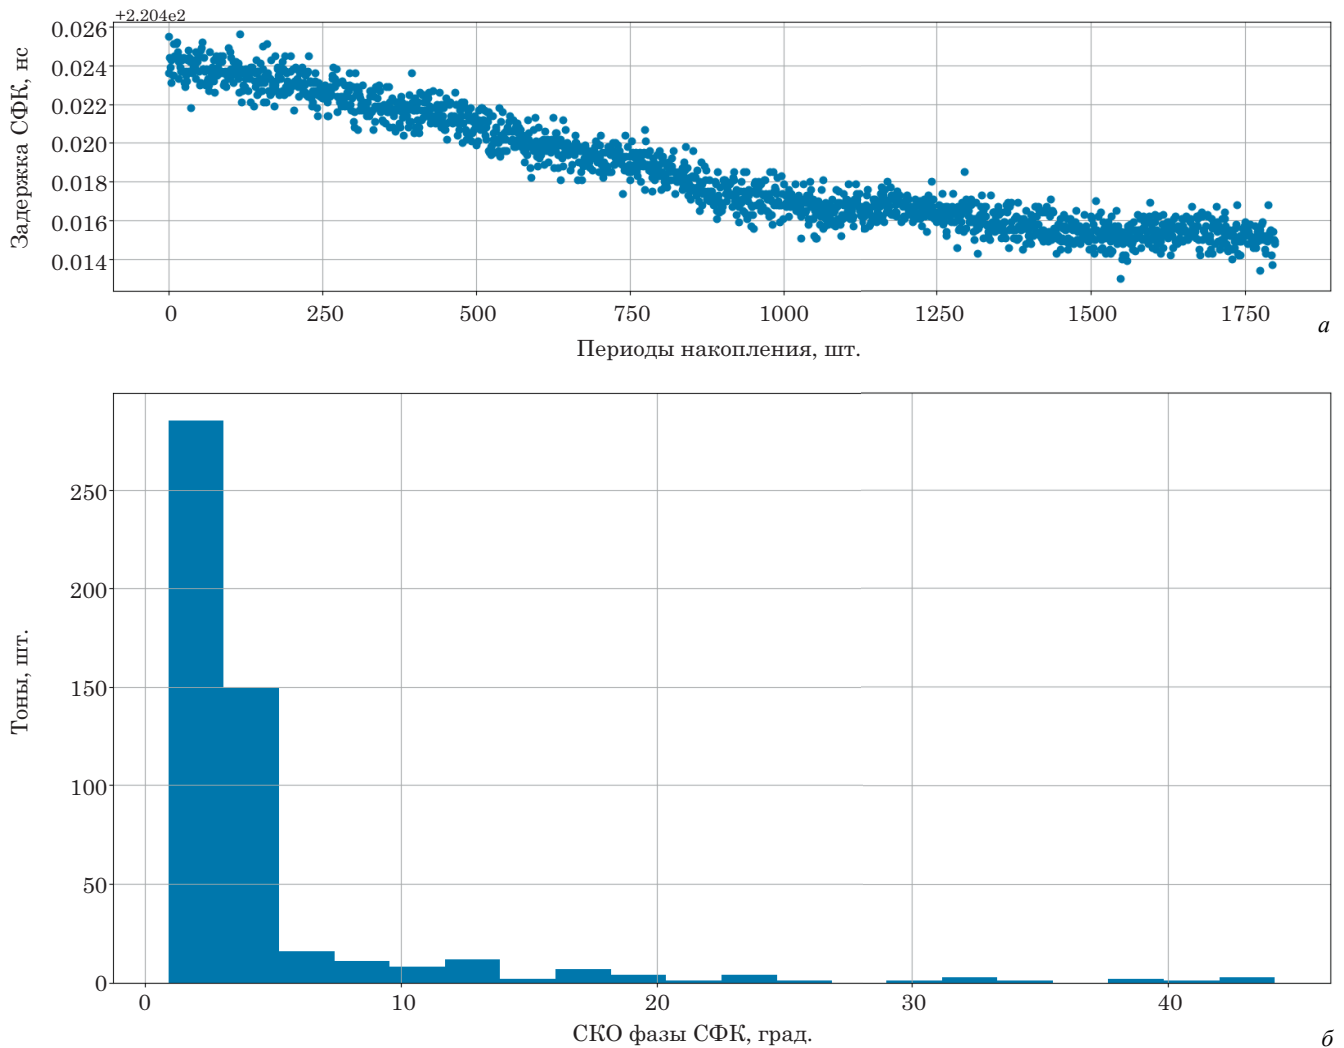 +2.204e2
0.026
0.024
0.022
0.020
0.018
0.016
0.014
Задержка СФК, нс
0 250 500 750 1000 1250 1500 1750
а
Периоды накопления, шт.
250
200
150
100
50
0
Тоны, шт.
0 10 20 30 40
СКО фазы СФК, град.
б